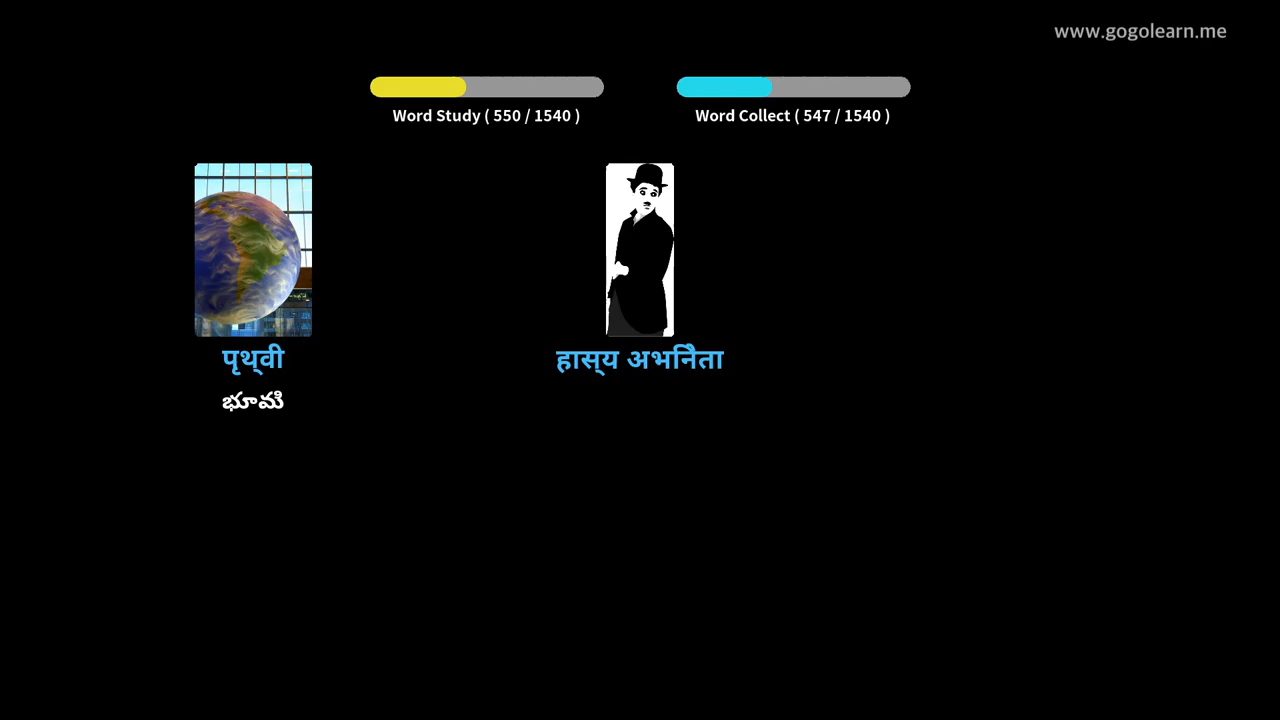 www.gogolearn.me
Word Study ( 550 / 1540 )
Word Collect ( 547 / 1540 )
पृथ्वी
हास्य अभिनेता
భూమి